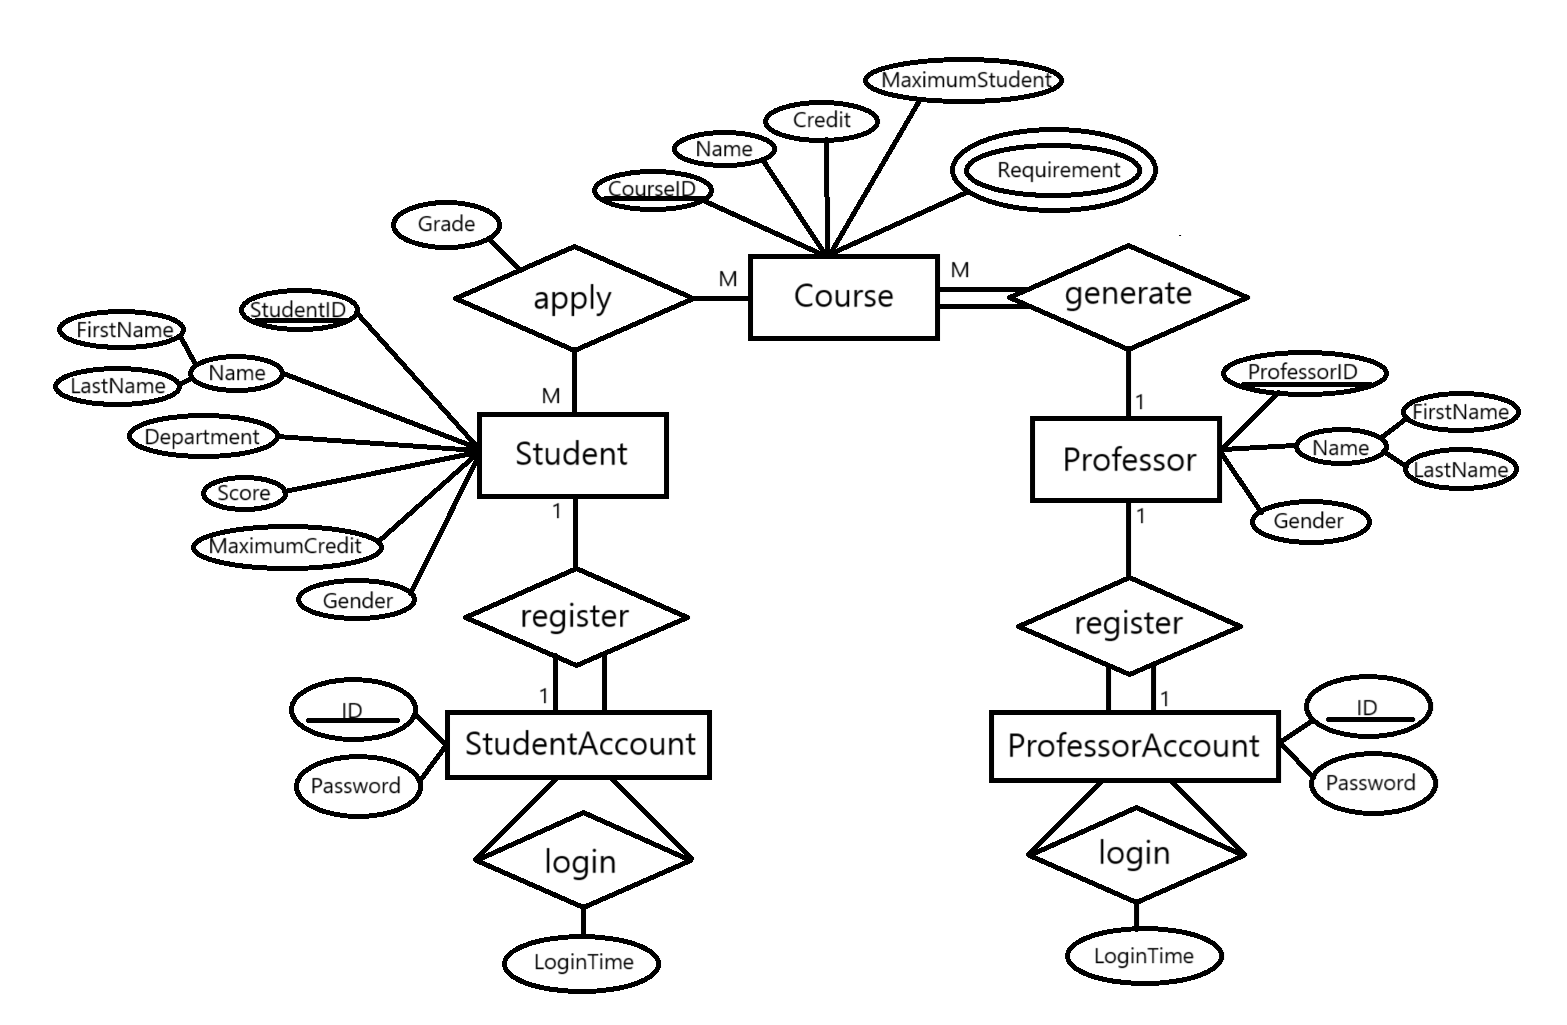 MaximumStudent
Credit
Name
Requirement
CourseID
Grade
apply
M
Course
M
generate
StudentID
FirstName
Name
LastName
Department
Score
MaximumCredit
Gender
M
Student
1
1
Professor
1
ProfessorID
FirstName
Name
LastName
Gender
register
1
register
1
ID
Password
StudentAccount
ProfessorAccount
ID
Password
login
LoginTime
login
LoginTime